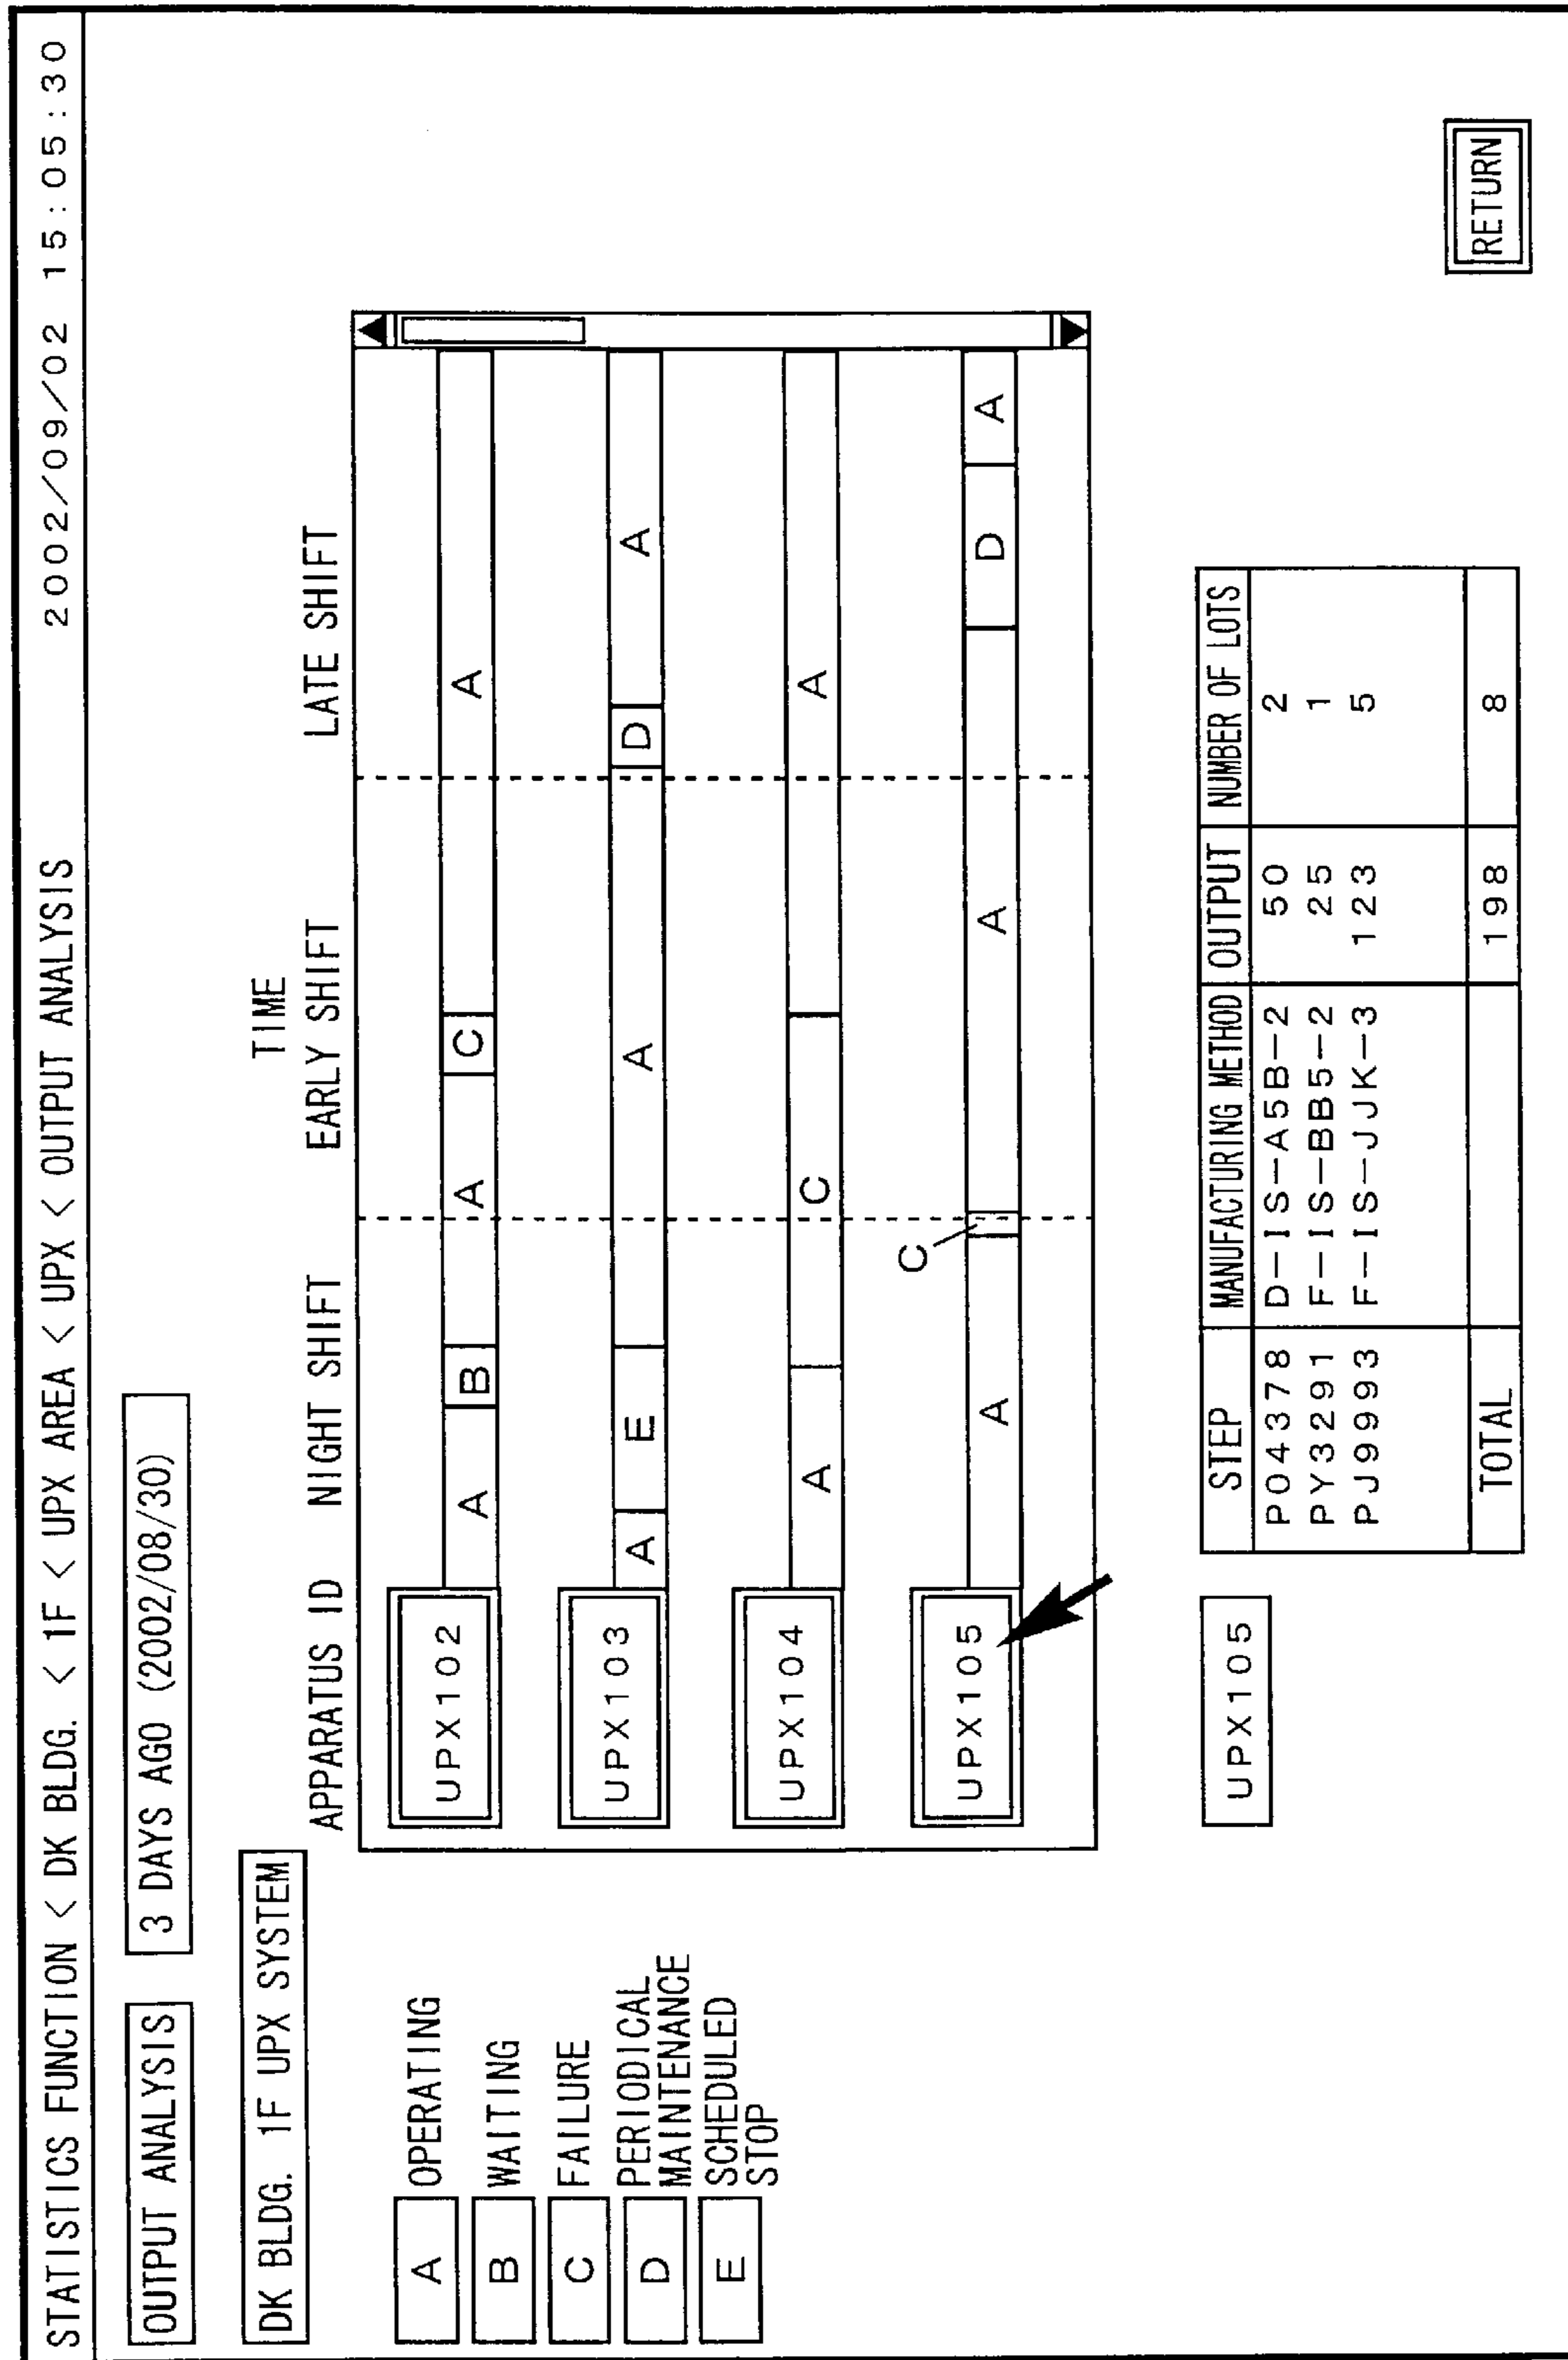 STATISTICS FUNCTION < DK BLDG. < 1F < UPX AREA < UPX < OUTPUT ANALYSIS 2002/09/02 15:05:30
OUTPUT ANALYSIS 3 DAYS AGO (2002/08/30)
DK BLDG. 1F UPX SYSTEM
A OPERATING
B WAITING
C FAILURE
D PERIODICAL
MAINTENANCE
E SCHEDULED
STOP
TIME
APPARATUS ID NIGHT SHIFT EARLY SHIFT LATE SHIFT
UPX102 A B A C A
UPX103 A E A D A
UPX104 A C A
C
UPX105 A A D A
UPX105
STEP MANUFACTURING METHOD OUTPUT NUMBER OF LOTS
P04378 D-IS-A5B-2 50 2
PY3291 F-IS-BB5-2 25 1
PJ9993 F-IS-JJK-3 123 5
TOTAL 198 8
RETURN